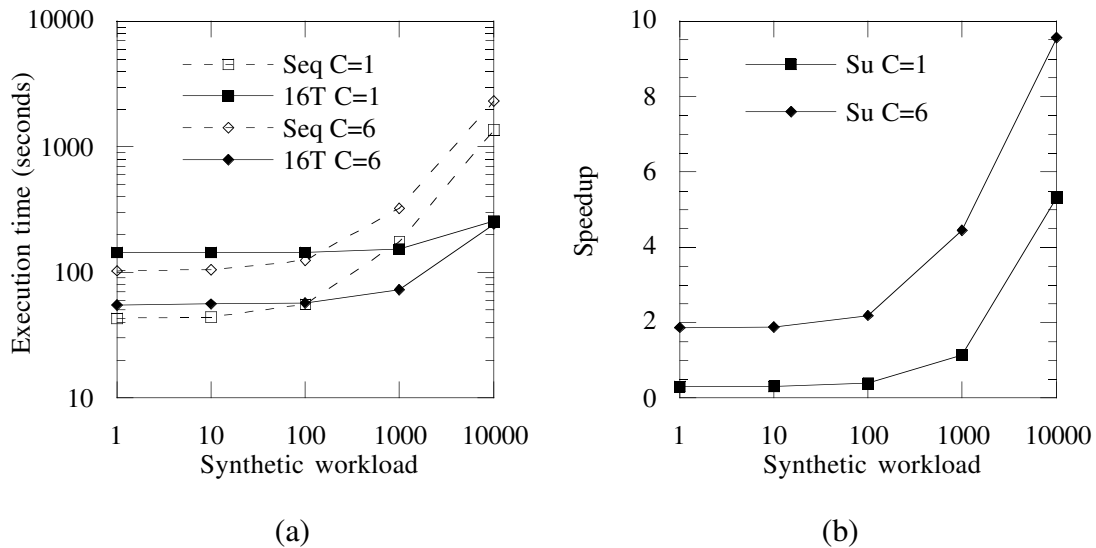 10000
1000
100
10
Execution time (seconds)
Seq C=1
16T C=1
Seq C=6
16T C=6
1 10 100 1000 10000
Synthetic workload
(a)
10
8
6
4
2
0
Speedup
Su C=1
Su C=6
1 10 100 1000 10000
Synthetic workload
(b)